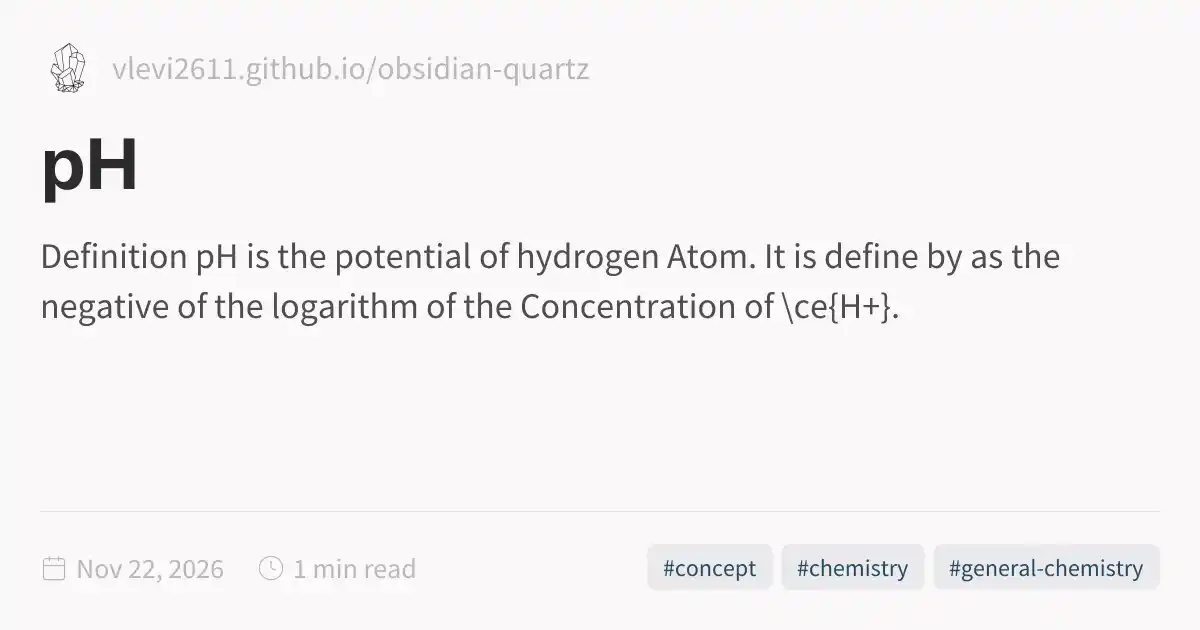 vlevi2611.github.io/obsidian-quartz
pH
Definition pH is the potential of hydrogen Atom. It is define by as the
negative of the logarithm of the Concentration of \ce{H+}.
Nov 22, 2026 1 min read #concept #chemistry #general-chemistry